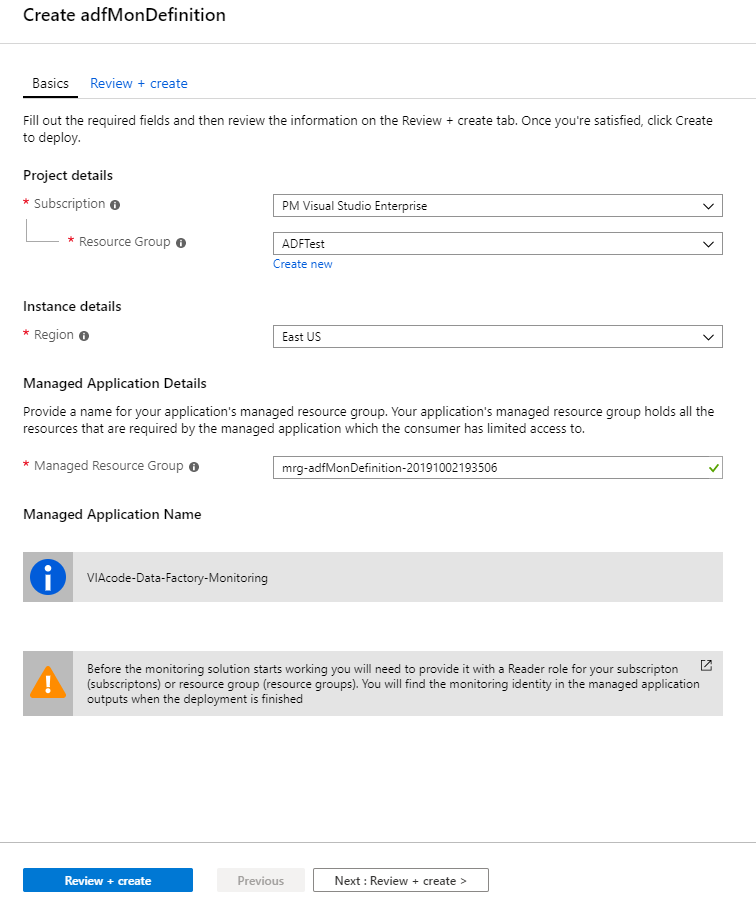 Create adfMonDefinition
Basics
Review + create
Fill out the required fields and then review the information on the Review + create tab. Once you're satisfied, click Create
to deploy.
Project details
* Subscription
PM Visual Studio Enterprise
* Resource Group
ADFTest
Create new
Instance details
* Region
East US
Managed Application Details
Provide a name for your application's managed resource group. Your application's managed resource group holds all the
resources that are required by the managed application which the consumer has limited access to.
* Managed Resource Group
mrg-adfMonDefinition-20191002193506
Managed Application Name
VIAcode-Data-Factory-Monitoring
Before the monitoring solution starts working you will need to provide it with a Reader role for your subscripton
(subscriptons) or resource group (resource groups). You will find the monitoring identity in the managed application
outputs when the deployment is finished
Review + create
Previous
Next : Review + create >